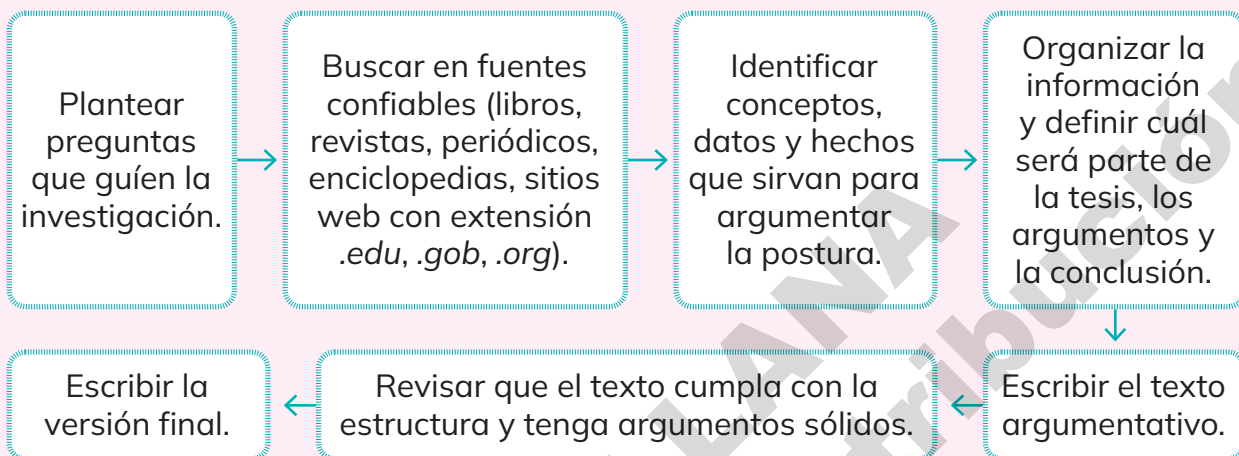 Plantear
preguntas
que guíen la
investigación.
Buscar en fuentes
confiables (libros,
revistas, periódicos,
enciclopedias, sitios
web con extensión
.edu, .gob, .org).
Identificar
conceptos,
datos y hechos
que sirvan para
argumentar
la postura.
Organizar la
información
y definir cuál
será parte de
la tesis, los
argumentos y
la conclusión.
Escribir el texto
argumentativo.
Revisar que el texto cumpla con la
estructura y tenga argumentos sólidos.
Escribir la
versión final.